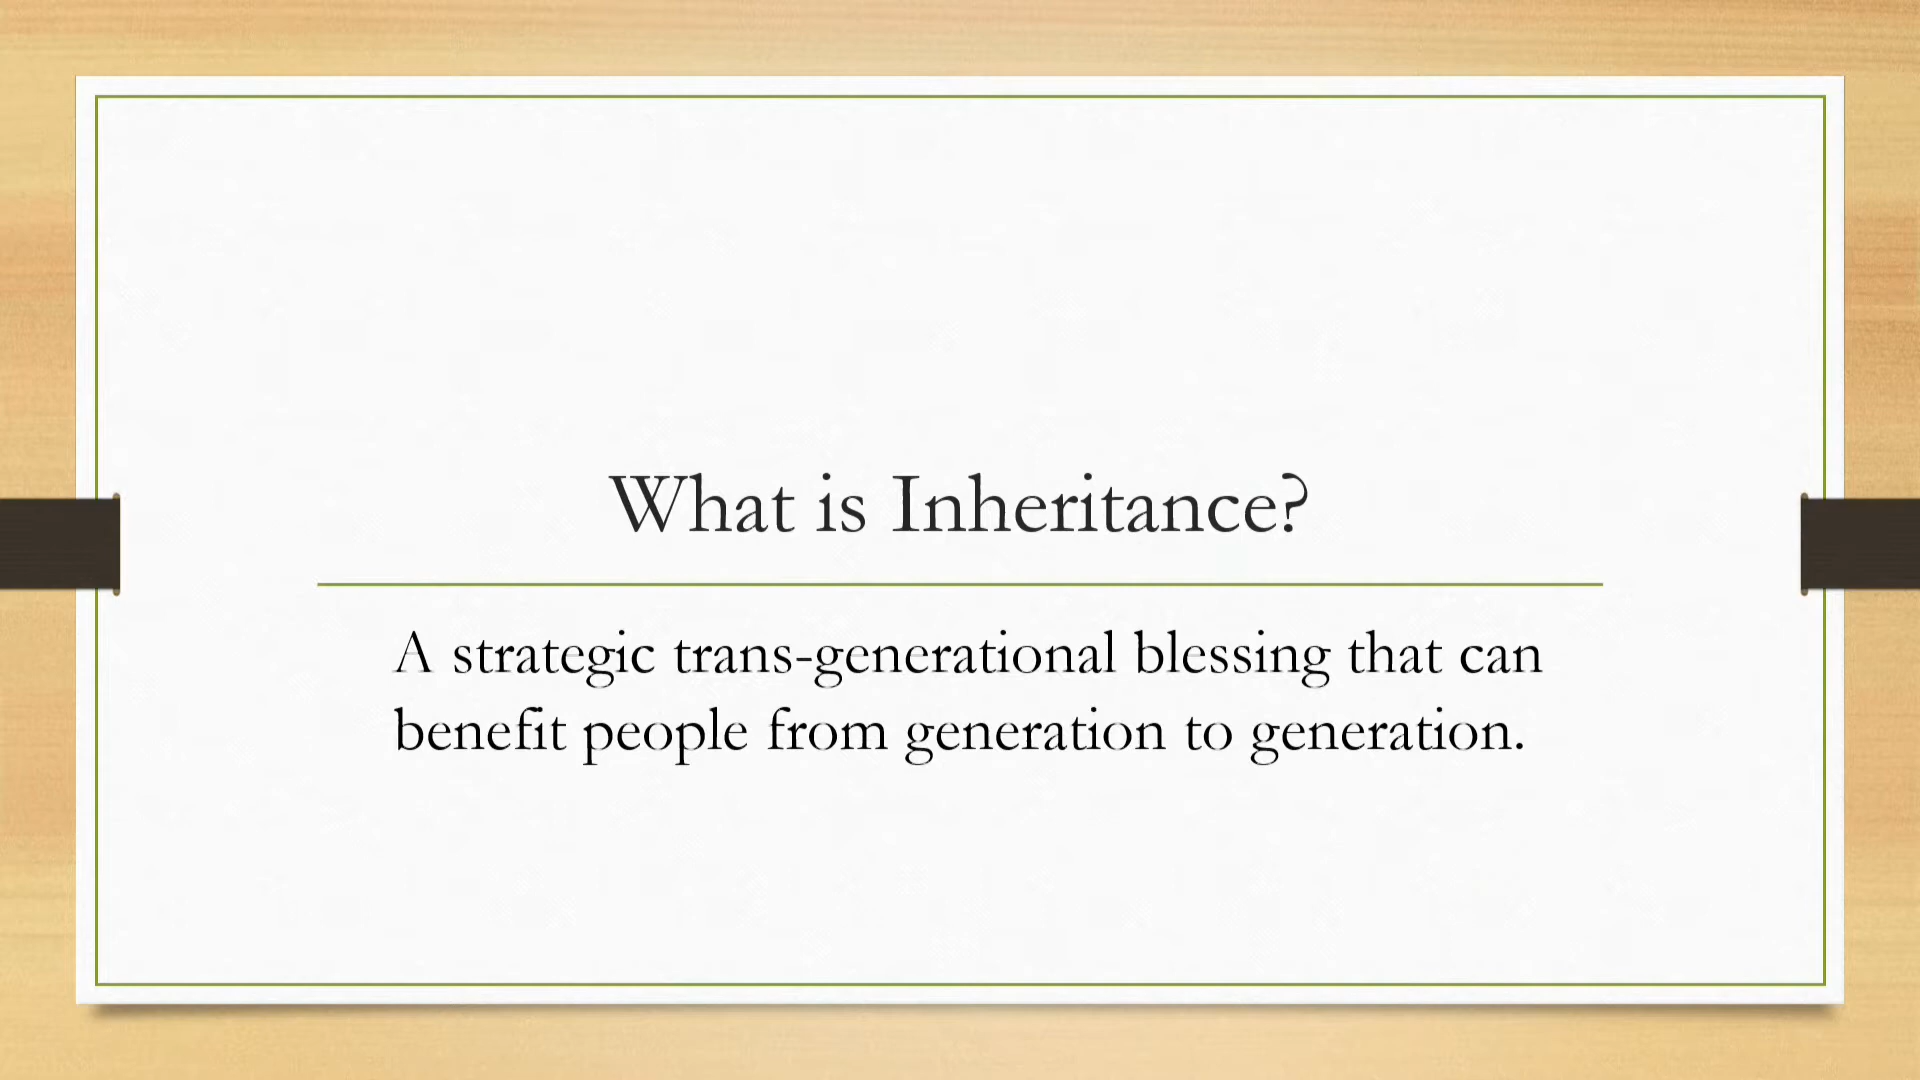 What is Inheritance?
A strategic trans-generational blessing that can
benefit people from generation to generation.